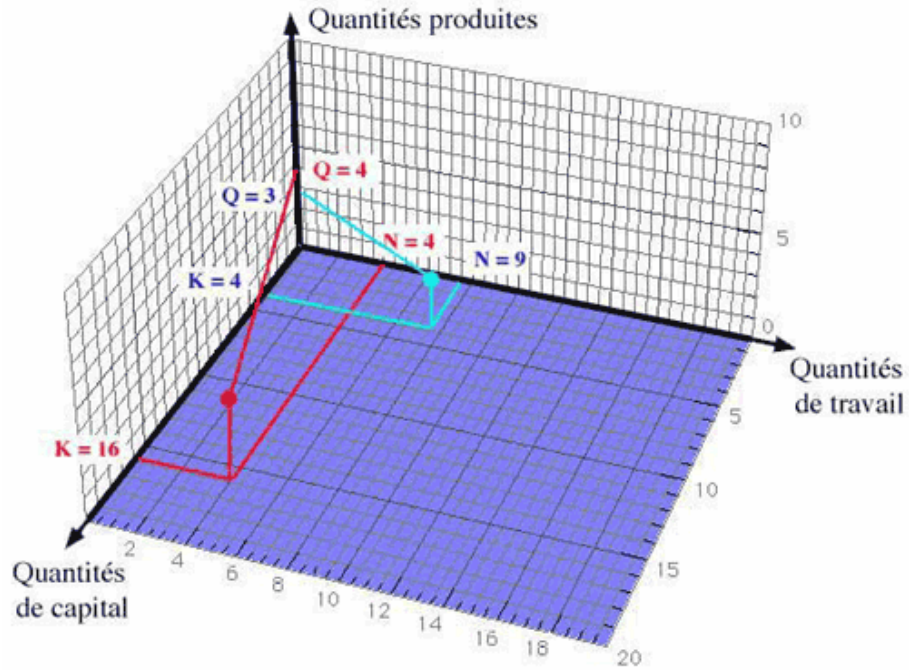 Quantités produites
10
Q = 4
Q = 3
5
N = 4
N = 9
K = 4
0
Quantités
de travail
5
K = 16
10
2
4
6
8
10
12
14
16
18
20
15
Quantités
de capital